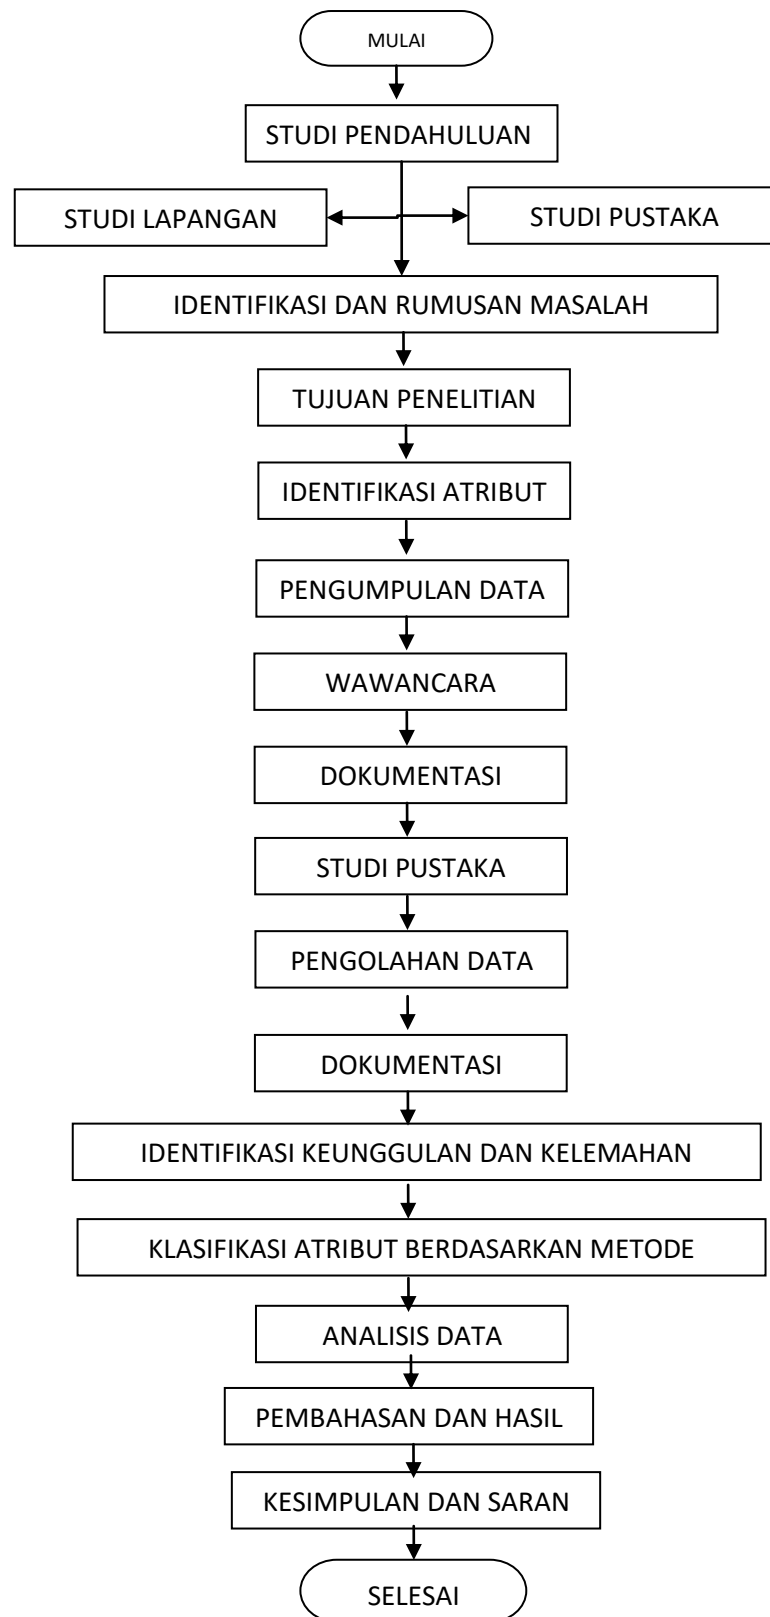 MULAI
STUDI PENDAHULUAN
STUDI LAPANGAN
STUDI PUSTAKA
IDENTIFIKASI DAN RUMUSAN MASALAH
TUJUAN PENELITIAN
IDENTIFIKASI ATRIBUT
PENGUMPULAN DATA
WAWANCARA
DOKUMENTASI
STUDI PUSTAKA
PENGOLAHAN DATA
DOKUMENTASI
IDENTIFIKASI KEUNGGULAN DAN KELEMAHAN
KLASIFIKASI ATRIBUT BERDASARKAN METODE
ANALISIS DATA
PEMBAHASAN DAN HASIL
KESIMPULAN DAN SARAN
SELESAI